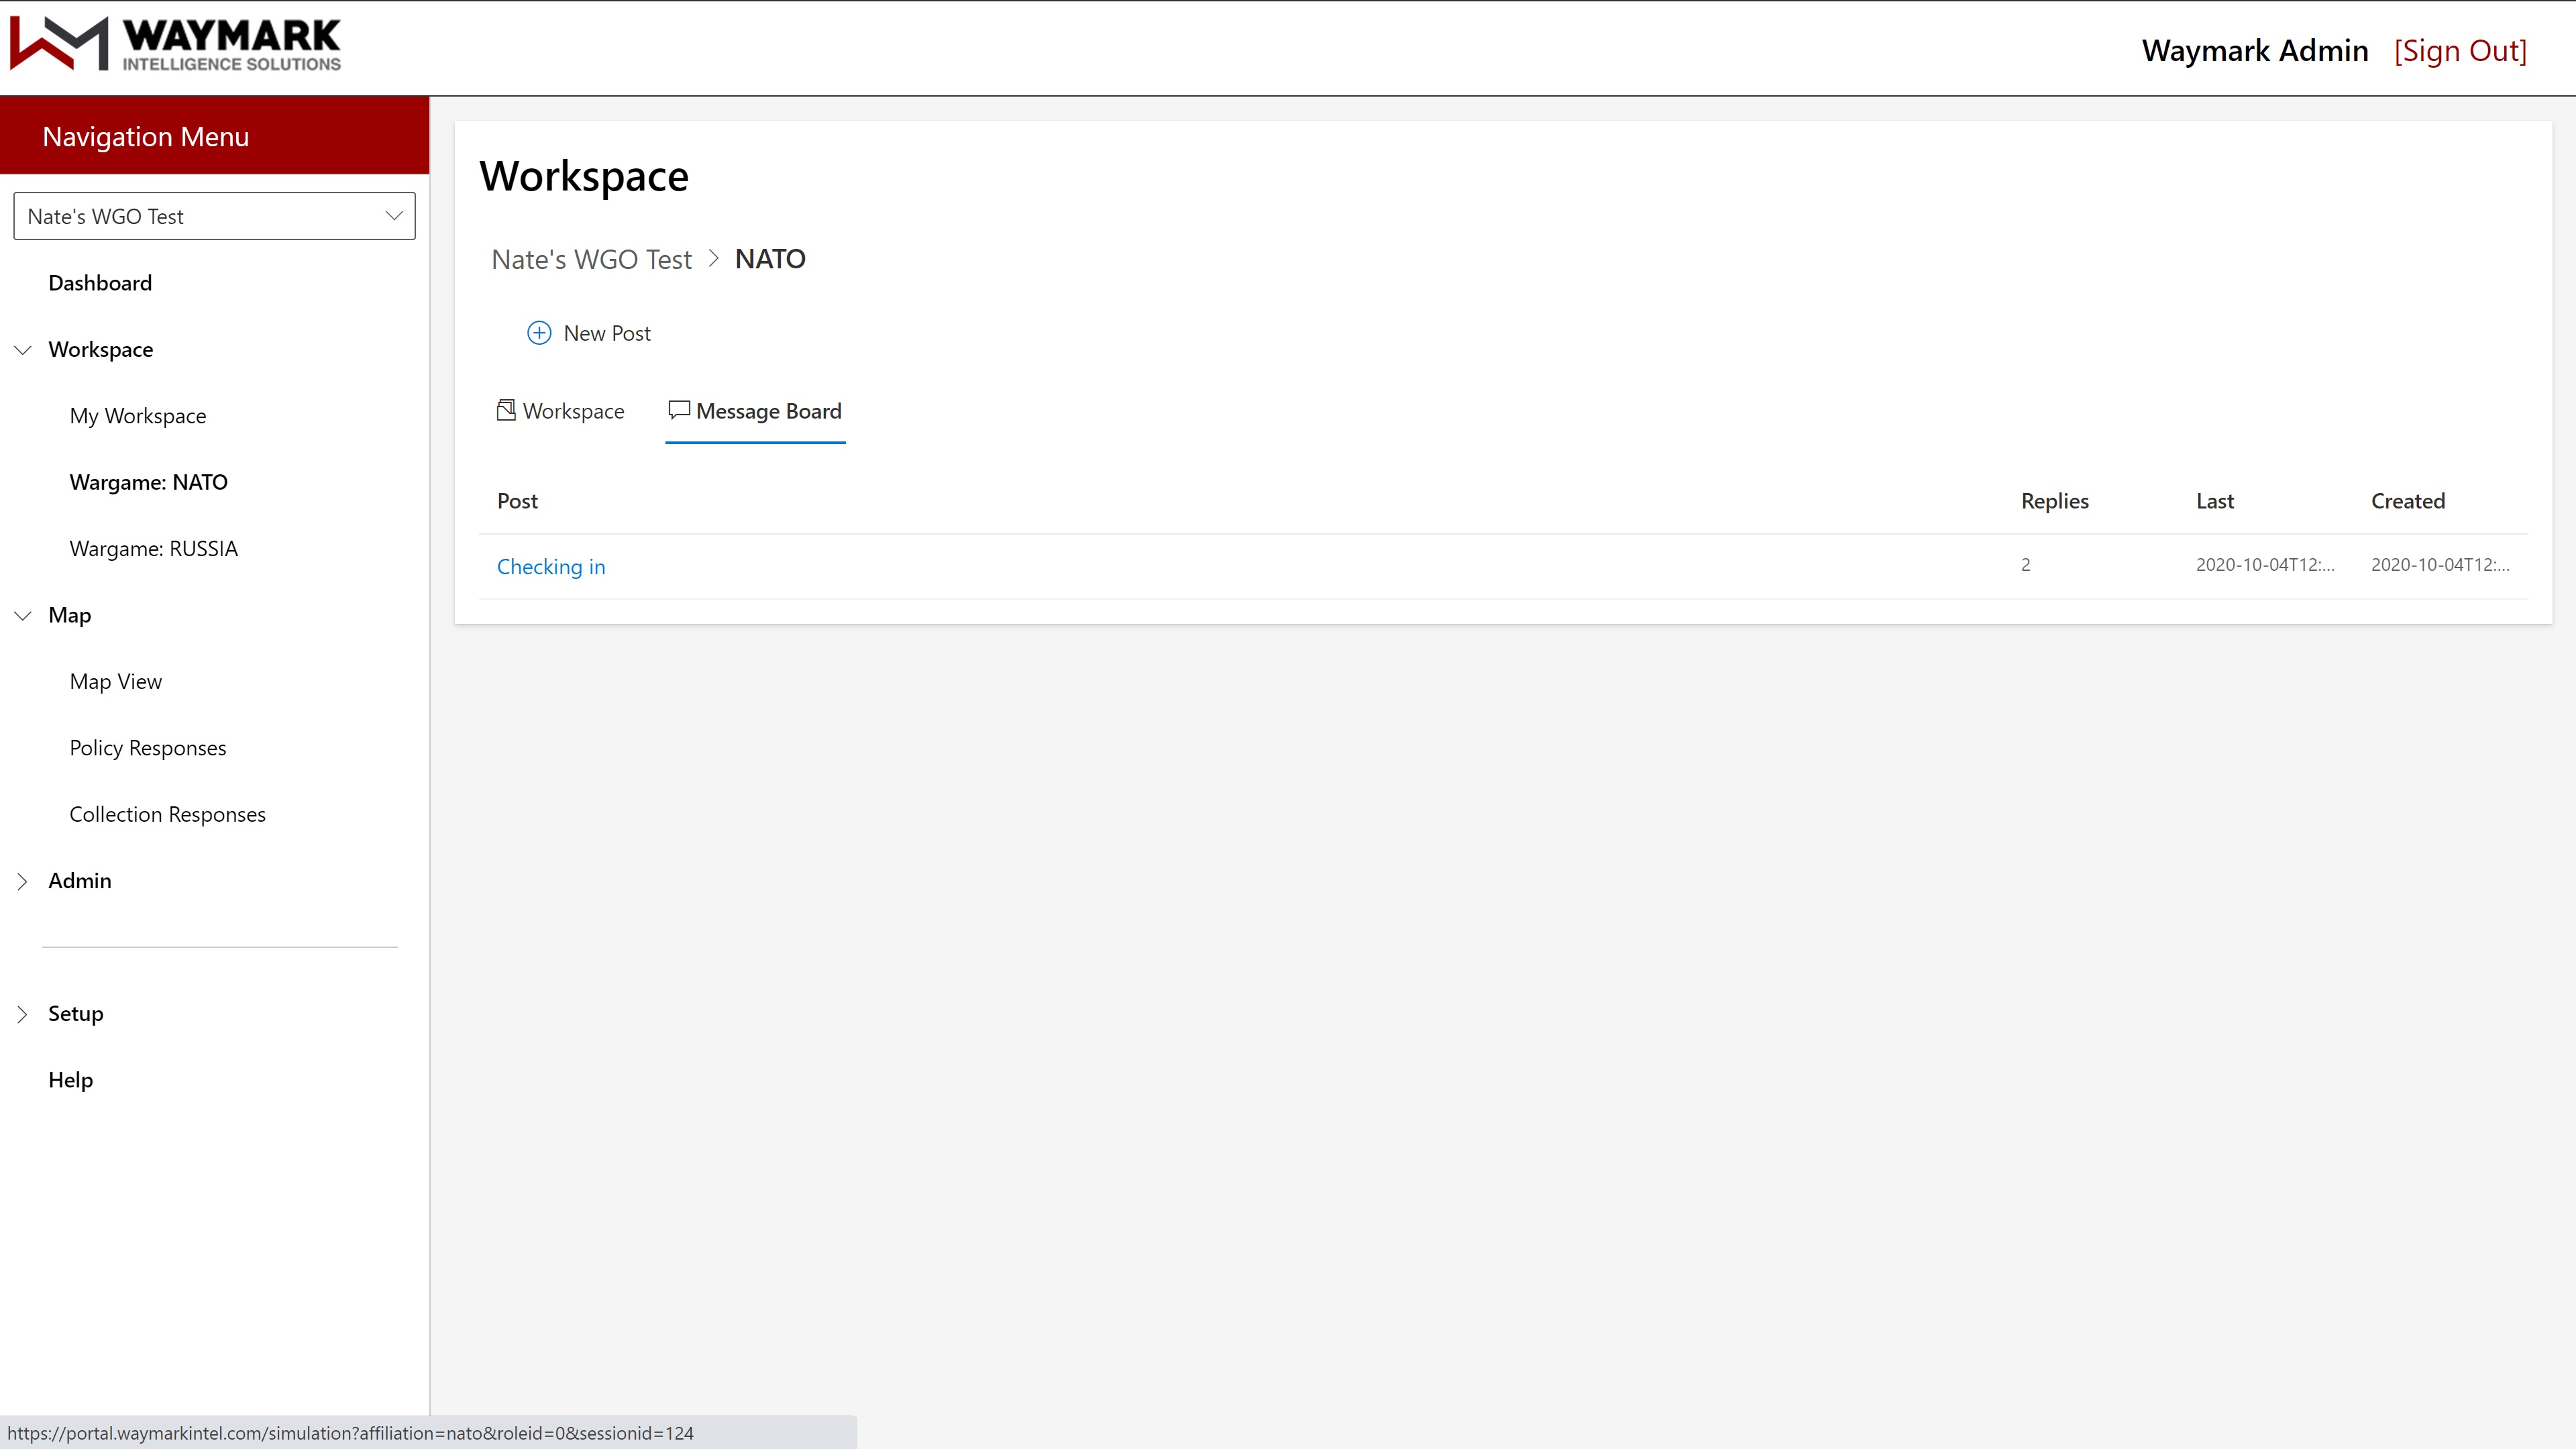 WAYMARK
INTELLIGENCE SOLUTIONS
Waymark Admin [Sign Out]
Navigation Menu
Nate's WGO Test
Dashboard
Workspace
My Workspace
Wargame: NATO
Wargame: RUSSIA
Map
Map View
Policy Responses
Collection Responses
Admin
Setup
Help
Workspace
Nate's WGO Test > NATO
New Post
Workspace Message Board
Post Replies Last Created
Checking in 2 2020-10-04T12:... 2020-10-04T12:...
https://portal.waymarkintel.com/simulation?affiliation=nato&roleid=0&sessionid=124